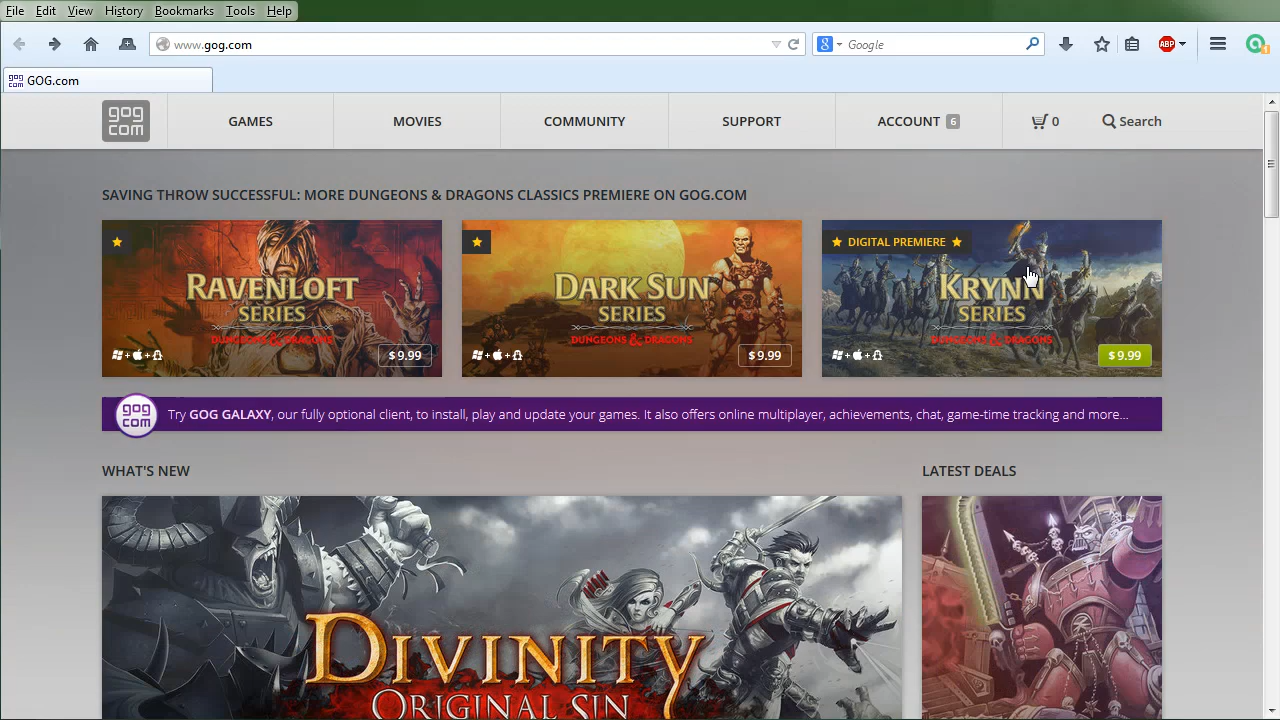 File Edit View History Bookmarks Tools Help
www.gog.com
Google
ABP
GOG.com
gog com
GAMES
MOVIES
COMMUNITY
SUPPORT
ACCOUNT 6
0
Search
SAVING THROW SUCCESSFUL: MORE DUNGEONS & DRAGONS CLASSICS PREMIERE ON GOG.COM
RAVENLOFT
SERIES
DUNGEONS & DRAGONS
$9.99
DARK SUN
SERIES
DUNGEONS & DRAGONS
$9.99
DIGITAL PREMIERE
KRYNN
SERIES
DUNGEONS & DRAGONS
$9.99
gog com
Try GOG GALAXY, our fully optional client, to install, play and update your games. It also offers online multiplayer, achievements, chat, game-time tracking and more...
WHAT'S NEW
LATEST DEALS
DIVINITY
ORIGINAL SIN